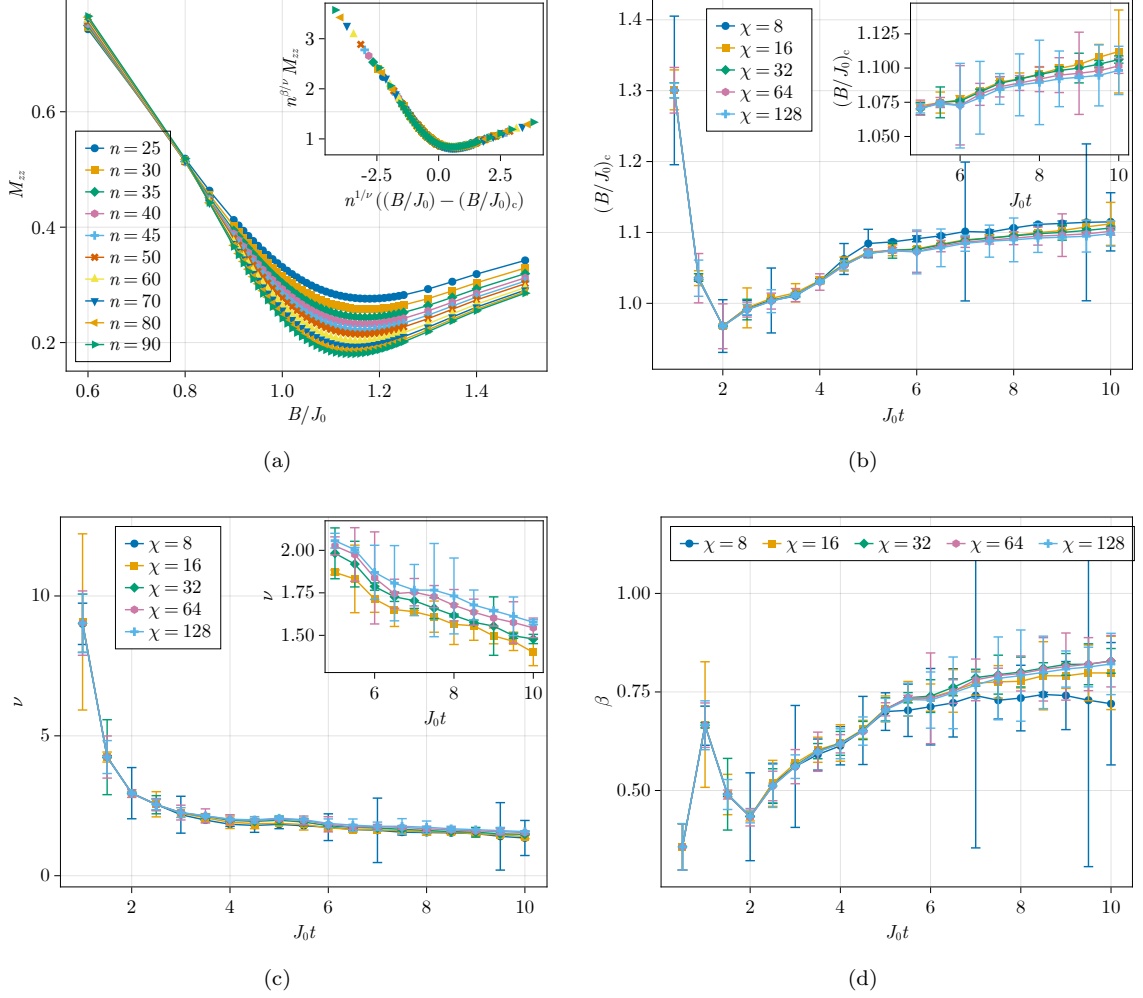 M_zz
0.6
0.4
0.2
0.6
0.8
1.0
1.2
1.4
B/J_0
n = 25
n = 30
n = 35
n = 40
n = 45
n = 50
n = 60
n = 70
n = 80
n = 90
n^{β/ν} M_zz
3
2
1
-2.5
0.0
2.5
n^{1/ν} ((B/J_0) − (B/J_0)_c)
(a)
(B/J_0)_c
1.4
1.3
1.2
1.1
1.0
2
4
6
8
10
J_0t
χ = 8
χ = 16
χ = 32
χ = 64
χ = 128
(B/J_0)_c
1.125
1.100
1.075
1.050
6
8
10
J_0t
(b)
ν
10
5
0
2
4
6
8
10
J_0t
χ = 8
χ = 16
χ = 32
χ = 64
χ = 128
ν
2.00
1.75
1.50
6
8
10
J_0t
(c)
β
1.00
0.75
0.50
2
4
6
8
10
J_0t
χ = 8 χ = 16 χ = 32 χ = 64 χ = 128
(d)